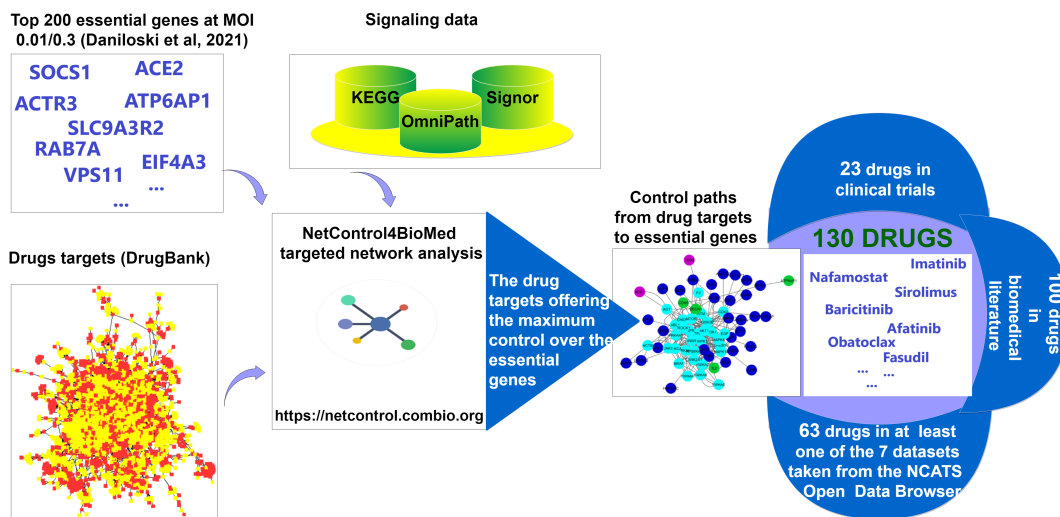 Top 200 essential genes at MOI
0.01/0.3 (Daniloski et al, 2021)
SOCS1
ACE2
ACTR3
ATP6AP1
SLC9A3R2
RAB7A
EIF4A3
VPS11
...
...
Signaling data
KEGG
Signor
OmniPath
Drugs targets (DrugBank)
NetControl4BioMed
targeted network analysis
https://netcontrol.combio.org
The drug
targets offering
the maximum
control over the
essential
genes
Control paths
from drug targets
to essential genes
23 drugs in
clinical trials
130 DRUGS
Imatinib
Nafamostat
Sirolimus
Baricitinib
Afatinib
Obatoclax
Fasudil
... ...
...
100 drugs
in
biomedical
literature
63 drugs in at least
one of the 7 datasets
taken from the NCATS
Open Data Browser